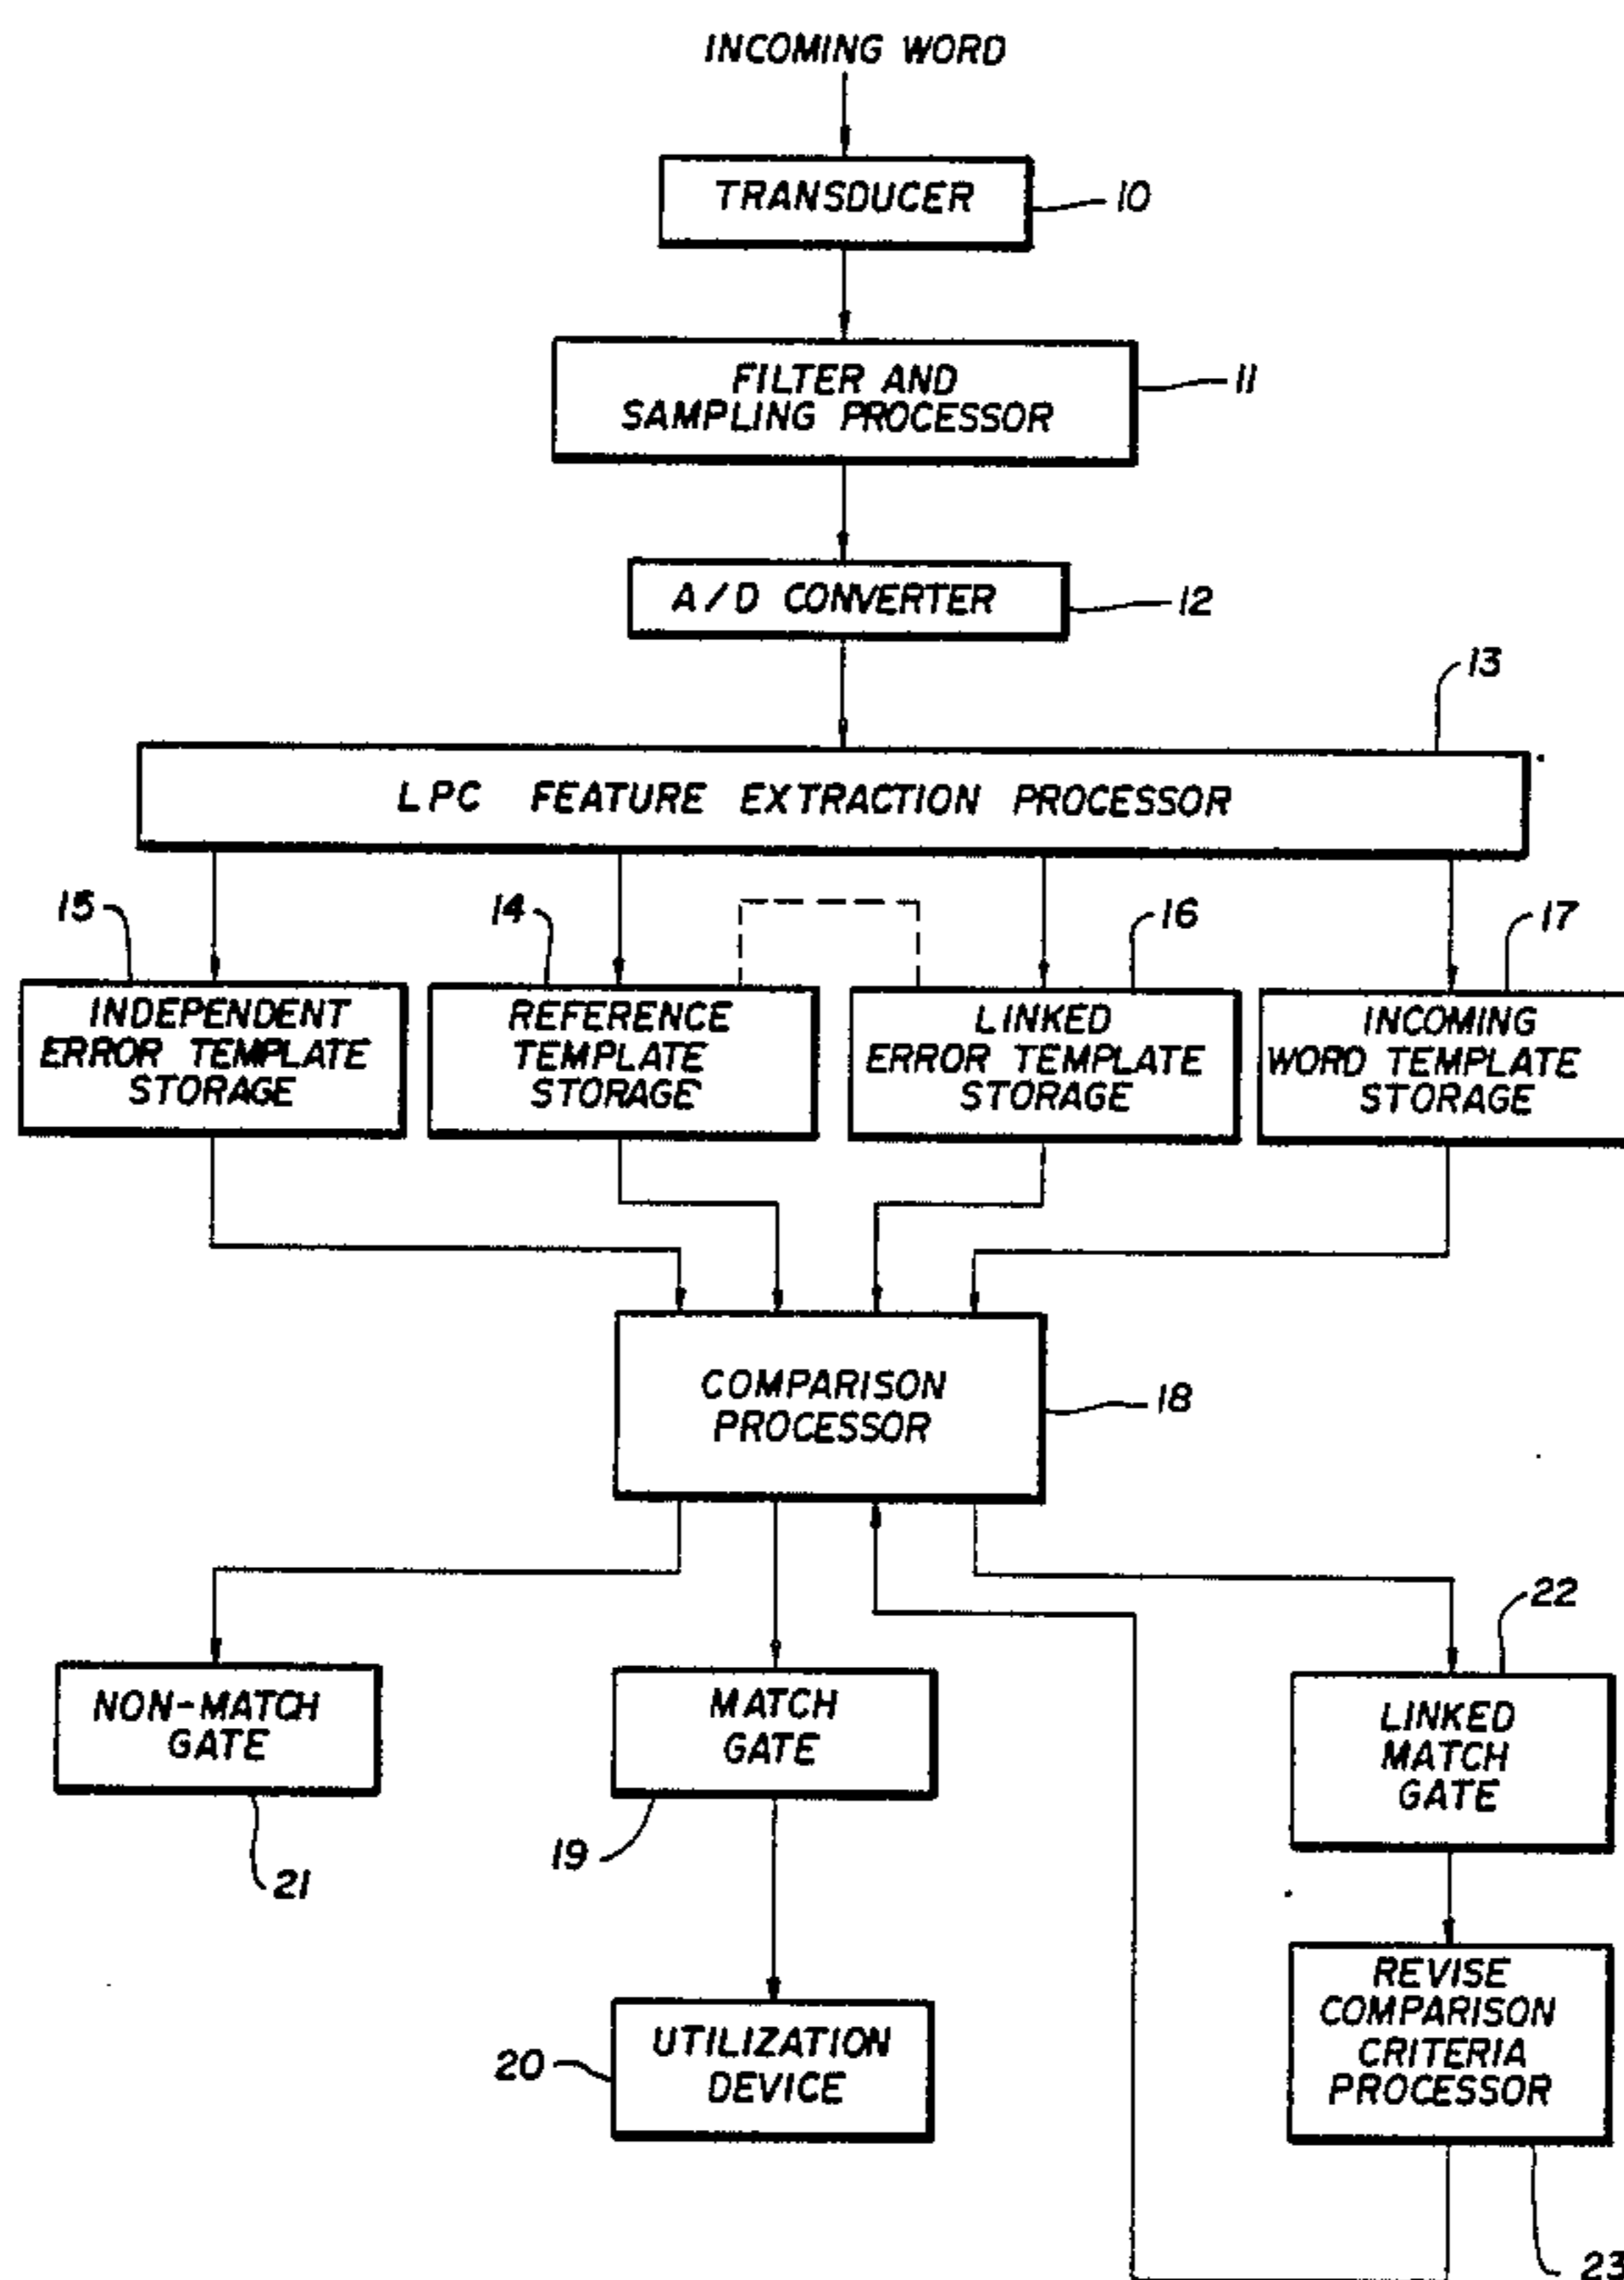 INCOMING WORD
TRANSDUCER
10
FILTER AND
SAMPLING PROCESSOR
11
A/D CONVERTER
12
13
LPC FEATURE EXTRACTION PROCESSOR
15
14
16
17
INDEPENDENT
ERROR TEMPLATE
STORAGE
REFERENCE
TEMPLATE
STORAGE
LINKED
ERROR TEMPLATE
STORAGE
INCOMING
WORD TEMPLATE
STORAGE
COMPARISON
PROCESSOR
18
22
NON-MATCH
GATE
MATCH
GATE
LINKED
MATCH
GATE
19
21
REVISE
COMPARISON
CRITERIA
PROCESSOR
20
UTILIZATION
DEVICE
23